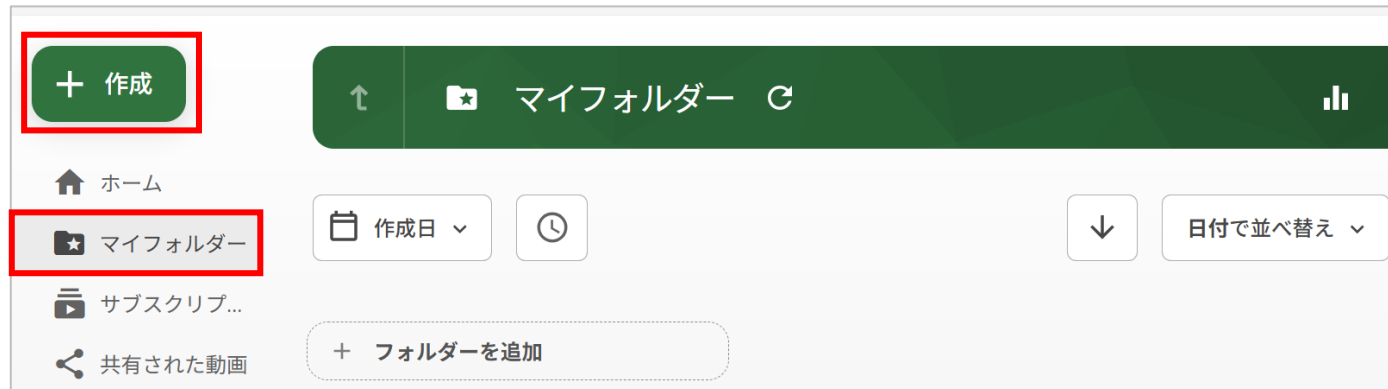 作成
マイフォルダー
ホーム
マイフォルダー
サブスクリプ...
共有された動画
作成日
日付で並べ替え
フォルダーを追加